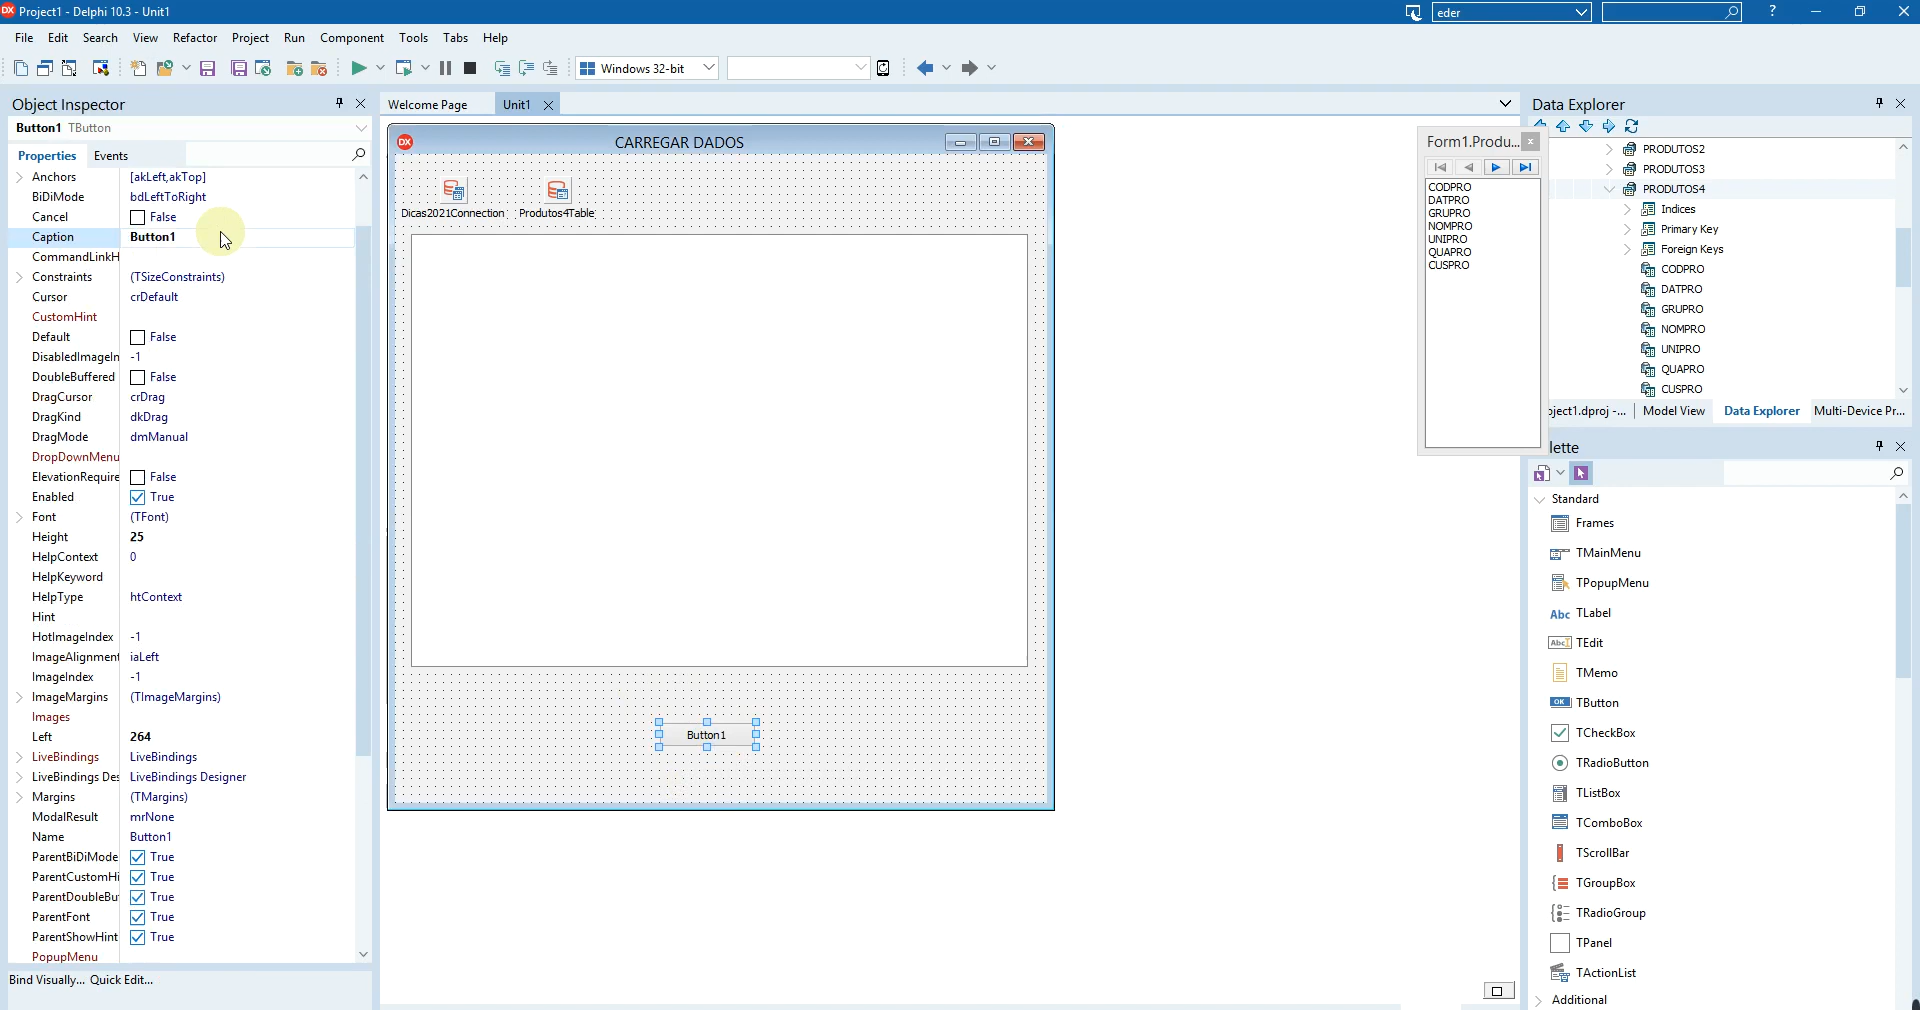 Project1 - Delphi 10.3 - Unit1
eder
?
File Edit Search View Refactor Project Run Component Tools Tabs Help
Windows 32-bit
Object Inspector
Button1 TButton
Properties Events
Anchors [akLeft,akTop]
BiDiMode bdLeftToRight
Cancel False
Caption Button1
CommandLinkH
Constraints (TSizeConstraints)
Cursor crDefault
CustomHint
Default False
DisabledImageIn -1
DoubleBuffered False
DragCursor crDrag
DragKind dkDrag
DragMode dmManual
DropDownMenu
ElevationRequire False
Enabled True
Font (TFont)
Height 25
HelpContext 0
HelpKeyword
HelpType htContext
Hint
HotImageIndex -1
ImageAlignment iaLeft
ImageIndex -1
ImageMargins (TImageMargins)
Images
Left 264
LiveBindings LiveBindings
LiveBindings Des LiveBindings Designer
Margins (TMargins)
ModalResult mrNone
Name Button1
ParentBiDiMode True
ParentCustomHi True
ParentDoubleBu True
ParentFont True
ParentShowHint True
PopupMenu
Bind Visually... Quick Edit...
Welcome Page Unit1
CARREGAR DADOS
Dicas2021Connection Produtos4Table
Button1
Form1.Produ...
CODPRO
DATPRO
GRUPRO
NOMPRO
UNIPRO
QUAPRO
CUSPRO
Data Explorer
PRODUTOS2
PRODUTOS3
PRODUTOS4
Indices
Primary Key
Foreign Keys
CODPRO
DATPRO
GRUPRO
NOMPRO
UNIPRO
QUAPRO
CUSPRO
oject1.dproj -... Model View Data Explorer Multi-Device Pr...
lette
Standard
Frames
TMainMenu
TPopupMenu
Abc TLabel
TEdit
TMemo
OK TButton
TCheckBox
TRadioButton
TListBox
TComboBox
TScrollBar
TGroupBox
TRadioGroup
TPanel
TActionList
Additional